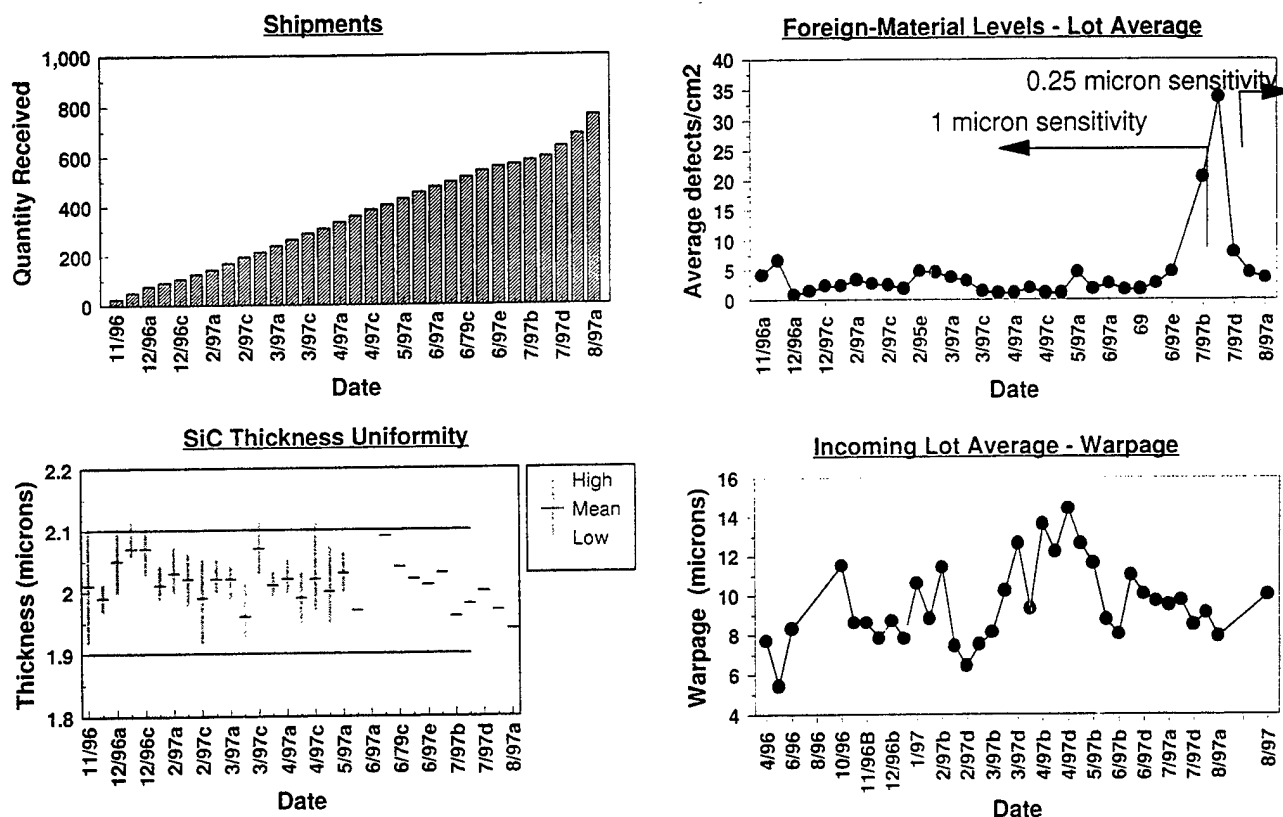 Shipments
1,000
800
600
400
200
0
Quantity Received
11/96
12/96a
12/96c
2/97a
2/97c
3/97a
3/97c
4/97a
4/97c
5/97a
6/97a
6/79c
6/97e
7/97b
7/97d
8/97a
Date
Foreign-Material Levels - Lot Average
40
35
30
25
20
15
10
5
0
Average defects/cm2
0.25 micron sensitivity
1 micron sensitivity
11/96a
12/96a
12/97c
2/97a
2/97c
2/95e
3/97a
3/97c
4/97a
4/97c
5/97a
6/97a
69
6/97e
7/97b
7/97d
8/97a
Date
SiC Thickness Uniformity
2.2
2.1
2
1.9
1.8
Thickness (microns)
High
Mean
Low
11/96
12/96a
12/96c
2/97a
2/97c
3/97a
3/97c
4/97a
4/97c
5/97a
6/97a
6/79c
6/97e
7/97b
7/97d
8/97a
Date
Incoming Lot Average - Warpage
16
14
12
10
8
6
4
Warpage (microns)
4/96
6/96
8/96
10/96
11/96B
12/96b
1/97
2/97b
2/97d
3/97b
3/97d
4/97b
4/97d
5/97b
6/97b
6/97d
7/97a
7/97d
8/97a
8/97
Date